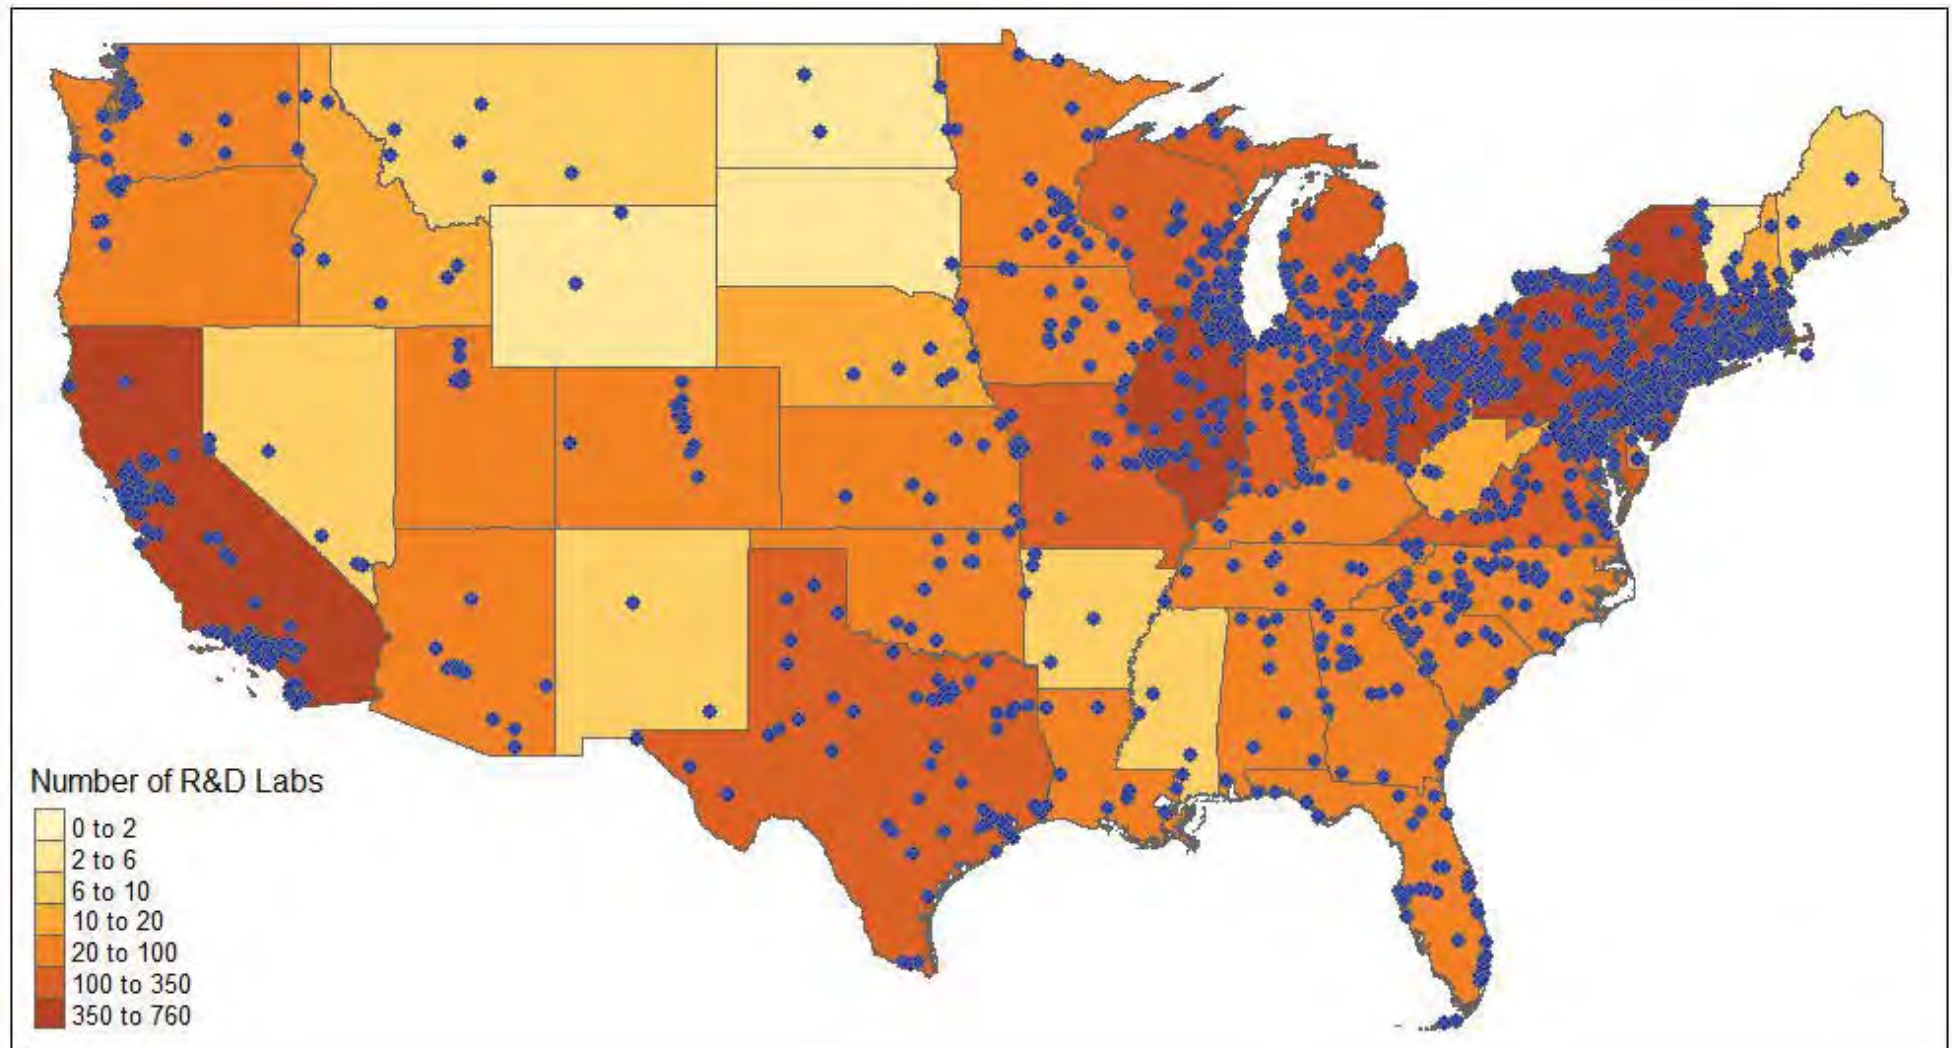 Number of R&D Labs
0 to 2
2 to 6
6 to 10
10 to 20
20 to 100
100 to 350
350 to 760